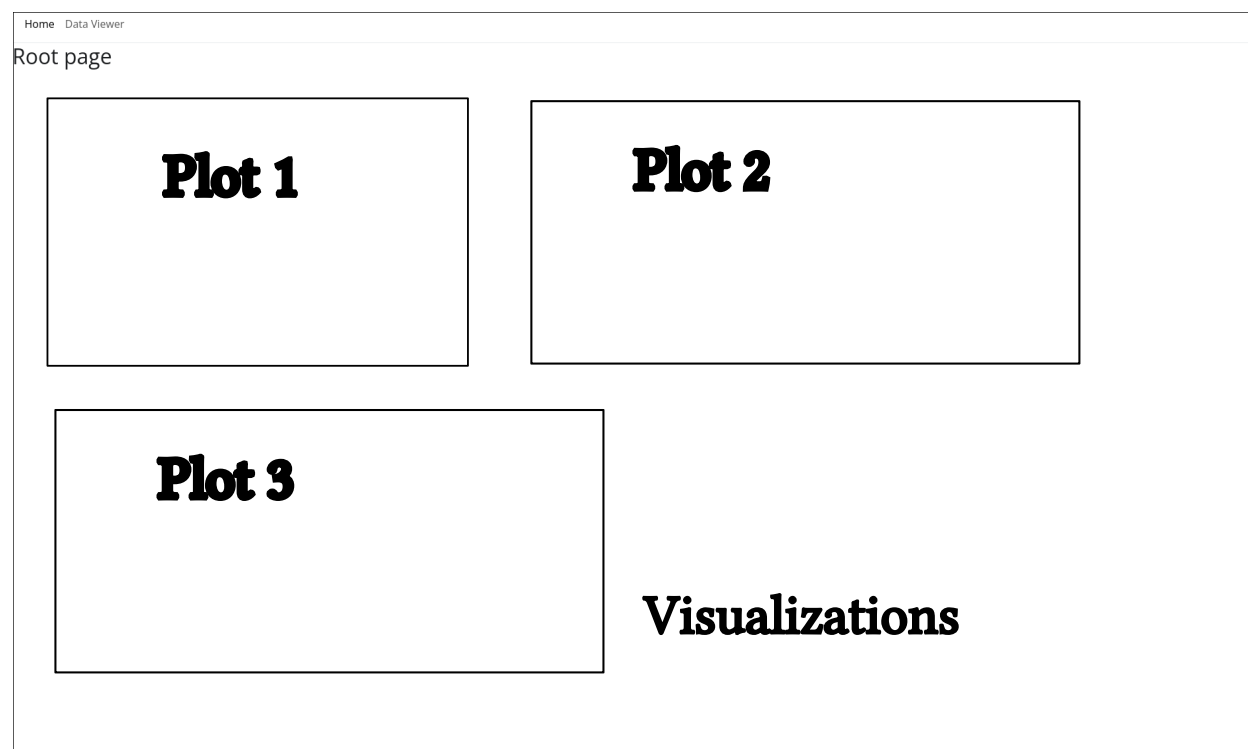 Home Data Viewer
Root page
Plot 1
Plot 2
Plot 3
Visualizations